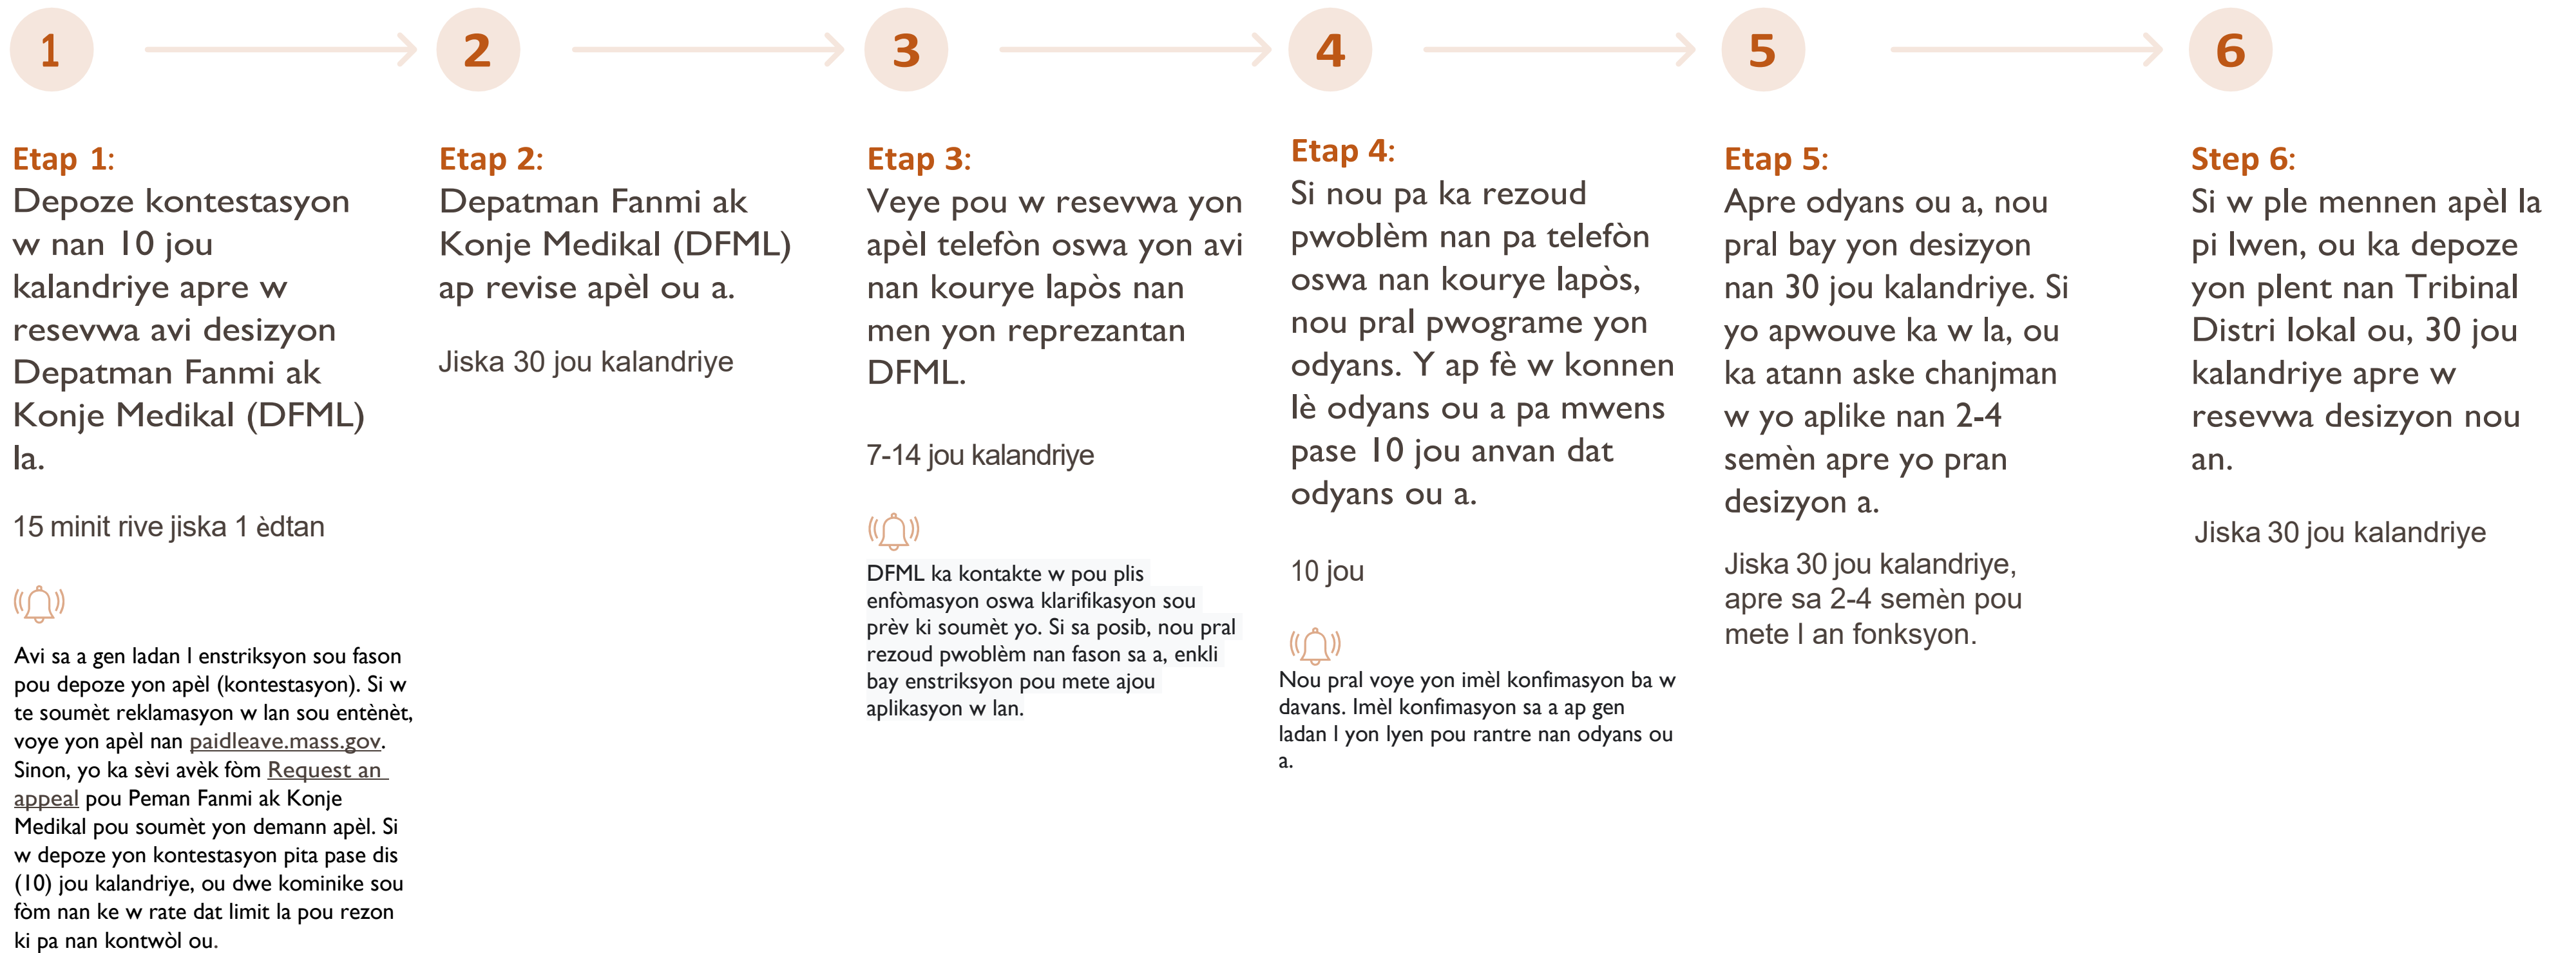 1
2
3
4
5
6
Etap 1:
Depoze kontestasyon
w nan 10 jou
kalandriye apre w
resevwa avi desizyon
Depatman Fanmi ak
Konje Medikal (DFML)
la.
15 minit rive jiska 1 èdtan
Avi sa a gen ladan l enstriksyon sou fason
pou depoze yon apèl (kontestasyon). Si w
te soumèt reklamasyon w lan sou entènèt,
voye yon apèl nan paidleave.mass.gov.
Sinon, yo ka sèvi avèk fòm Request an
appeal pou Peman Fanmi ak Konje
Medikal pou soumèt yon demann apèl. Si
w depoze yon kontestasyon pita pase dis
(10) jou kalandriye, ou dwe kominike sou
fòm nan ke w rate dat limit la pou rezon
ki pa nan kontwòl ou.
Etap 2:
Depatman Fanmi ak
Konje Medikal (DFML)
ap revise apèl ou a.
Jiska 30 jou kalandriye
Etap 3:
Veye pou w resevwa yon
apèl telefòn oswa yon avi
nan kourye lapòs nan
men yon reprezantan
DFML.
7-14 jou kalandriye
DFML ka kontakte w pou plis
enfòmasyon oswa klarifikasyon sou
prèv ki soumèt yo. Si sa posib, nou pral
rezoud pwoblèm nan fason sa a, enkli
bay enstriksyon pou mete ajou
aplikasyon w lan.
Etap 4:
Si nou pa ka rezoud
pwoblèm nan pa telefòn
oswa nan kourye lapòs,
nou pral pwograme yon
odyans. Y ap fè w konnen
lè odyans ou a pa mwens
pase 10 jou anvan dat
odyans ou a.
10 jou
Nou pral voye yon imèl konfimasyon ba w
davans. Imèl konfimasyon sa a ap gen
ladan l yon lyen pou rantre nan odyans ou
a.
Etap 5:
Apre odyans ou a, nou
pral bay yon desizyon
nan 30 jou kalandriye. Si
yo apwouve ka w la, ou
ka atann aske chanjman
w yo aplike nan 2-4
semèn apre yo pran
desizyon a.
Jiska 30 jou kalandriye,
apre sa 2-4 semèn pou
mete l an fonksyon.
Step 6:
Si w ple mennen apèl la
pi lwen, ou ka depoze
yon plent nan Tribinal
Distri lokal ou, 30 jou
kalandriye apre w
resevwa desizyon nou
an.
Jiska 30 jou kalandriye